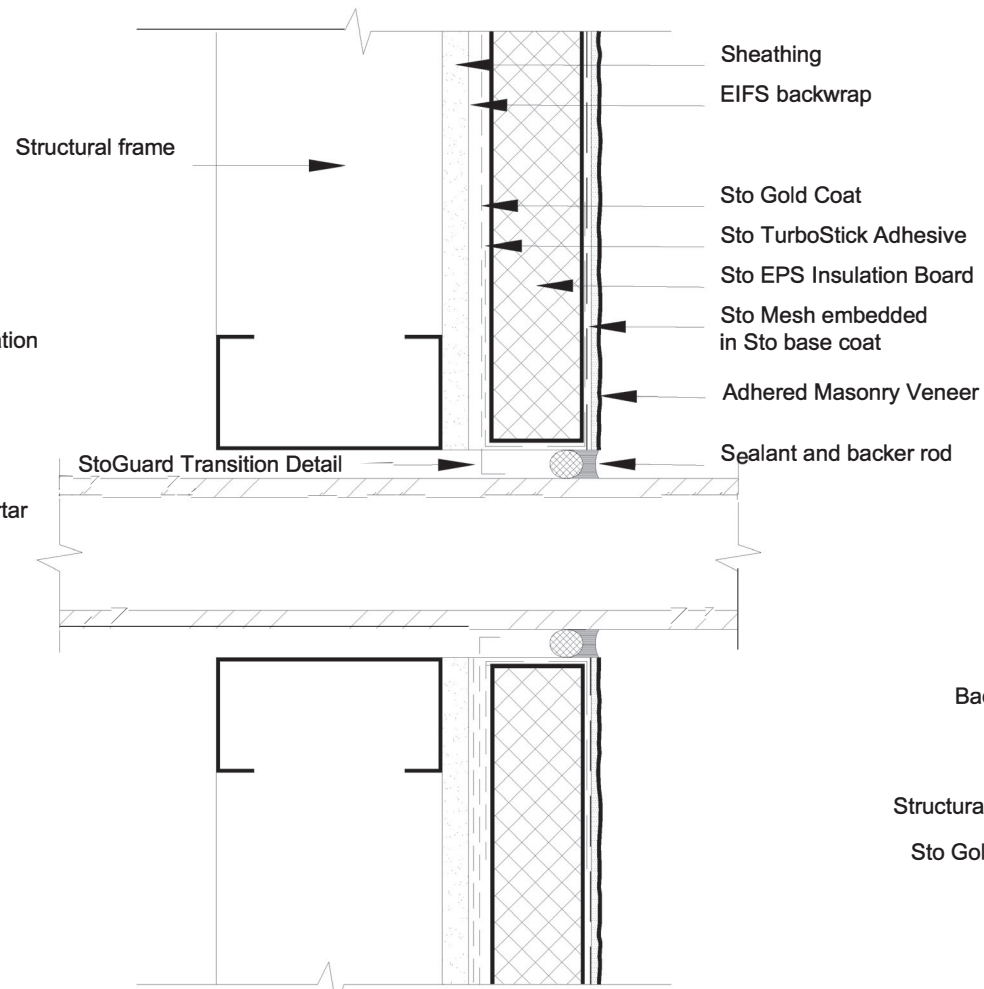 Sheathing
EIFS backwrap
Structural frame
Sto Gold Coat
Sto TurboStick Adhesive
Sto EPS Insulation Board
Sto Mesh embedded
in Sto base coat
Adhered Masonry Veneer
StoGuard Transition Detail
Sealant and backer rod